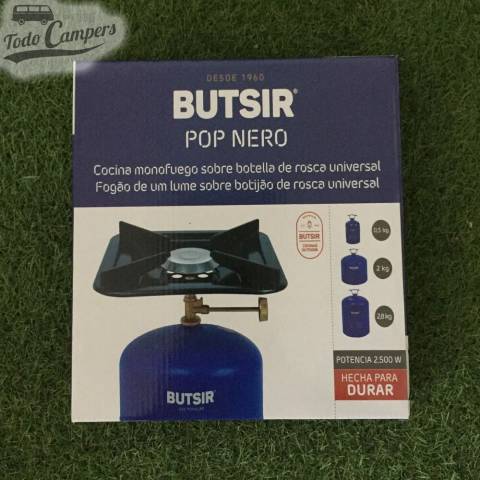 Todo Campers
DESDE 1960
BUTSIR®
POP NERO
Cocina monofuego sobre botella de rosca universal
Fogão de um lume sobre botijão de rosca universal
BUTSIR
0,5 kg
2 kg
2,8 kg
POTENCIA 2.500 W
HECHA PARA
DURAR
BUTSIR